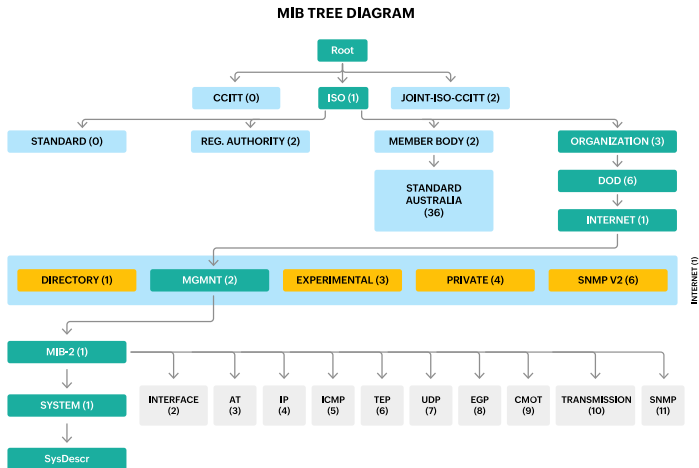 MIB TREE DIAGRAM
Root
CCITT (0)
ISO (1)
JOINT-ISO-CCITT (2)
STANDARD (0)
REG. AUTHORITY (2)
MEMBER BODY (2)
ORGANIZATION (3)
STANDARD
AUSTRALIA
(36)
DOD (6)
INTERNET (1)
DIRECTORY (1)
MGMNT (2)
EXPERIMENTAL (3)
PRIVATE (4)
SNMP V2 (6)
INTERNET (1)
MIB-2 (1)
SYSTEM (1)
INTERFACE
(2)
AT
(3)
IP
(4)
ICMP
(5)
TEP
(6)
UDP
(7)
EGP
(8)
CMOT
(9)
TRANSMISSION
(10)
SNMP
(11)
SysDescr